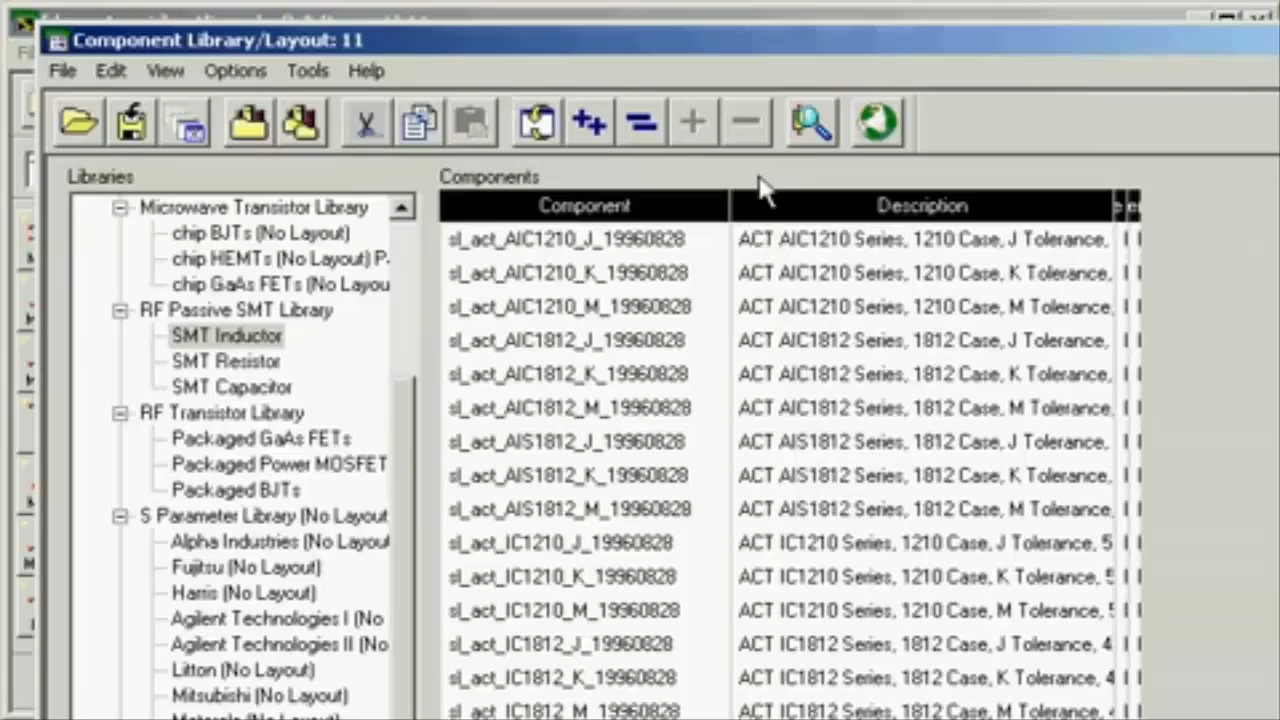 Component Library/Layout: 11
File Edit View Options Tools Help
Libraries
Microwave Transistor Library
chip BJTs (No Layout)
chip HEMTs (No Layout) P
chip GaAs FETs (No Layou
RF Passive SMT Library
SMT Inductor
SMT Resistor
SMT Capacitor
RF Transistor Library
Packaged GaAs FETs
Packaged Power MOSFET
Packaged BJTs
S Parameter Library (No Layout
Alpha Industries (No Layout
Fujitsu (No Layout)
Harris (No Layout)
Agilent Technologies I (No
Agilent Technologies II (No
Litton (No Layout)
Mitsubishi (No Layout)
Components
Component Description
sl_act_AIC1210_J_19960828 ACT AIC1210 Series, 1210 Case, J Tolerance,
sl_act_AIC1210_K_19960828 ACT AIC1210 Series, 1210 Case, K Tolerance,
sl_act_AIC1210_M_19960828 ACT AIC1210 Series, 1210 Case, M Tolerance,
sl_act_AIC1812_J_19960828 ACT AIC1812 Series, 1812 Case, J Tolerance,
sl_act_AIC1812_K_19960828 ACT AIC1812 Series, 1812 Case, K Tolerance,
sl_act_AIC1812_M_19960828 ACT AIC1812 Series, 1812 Case, M Tolerance,
sl_act_AIS1812_J_19960828 ACT AIS1812 Series, 1812 Case, J Tolerance,
sl_act_AIS1812_K_19960828 ACT AIS1812 Series, 1812 Case, K Tolerance,
sl_act_AIS1812_M_19960828 ACT AIS1812 Series, 1812 Case, M Tolerance,
sl_act_IC1210_J_19960828 ACT IC1210 Series, 1210 Case, J Tolerance, 5
sl_act_IC1210_K_19960828 ACT IC1210 Series, 1210 Case, K Tolerance, 5
sl_act_IC1210_M_19960828 ACT IC1210 Series, 1210 Case, M Tolerance, 5
sl_act_IC1812_J_19960828 ACT IC1812 Series, 1812 Case, J Tolerance, 4
sl_act_IC1812_K_19960828 ACT IC1812 Series, 1812 Case, K Tolerance, 4
sl_act_IC1812_M_19960828 ACT IC1812 Series, 1812 Case, M Tolerance, 4